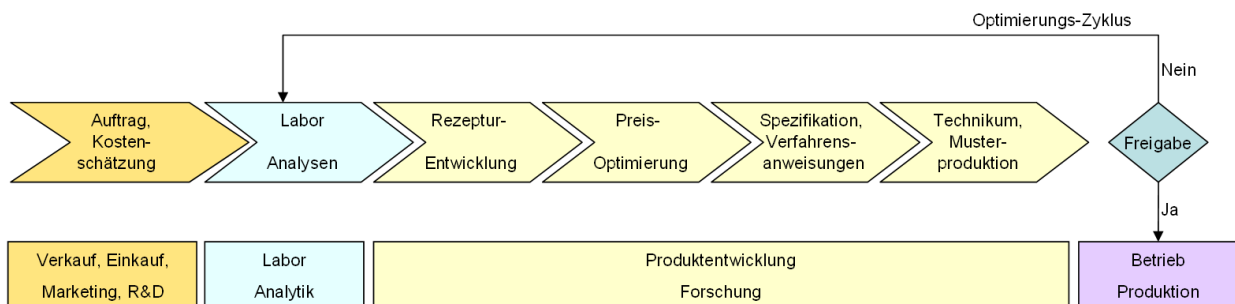 Optimierungs-Zyklus
Nein
Auftrag,
Kosten-
schätzung
Labor
Analysen
Rezeptur-
Entwicklung
Preis-
Optimierung
Spezifikation,
Verfahrens-
anweisungen
Technikum,
Muster-
produktion
Freigabe
Ja
Verkauf, Einkauf,
Marketing, R&D
Labor
Analytik
Produktentwicklung
Forschung
Betrieb
Produktion